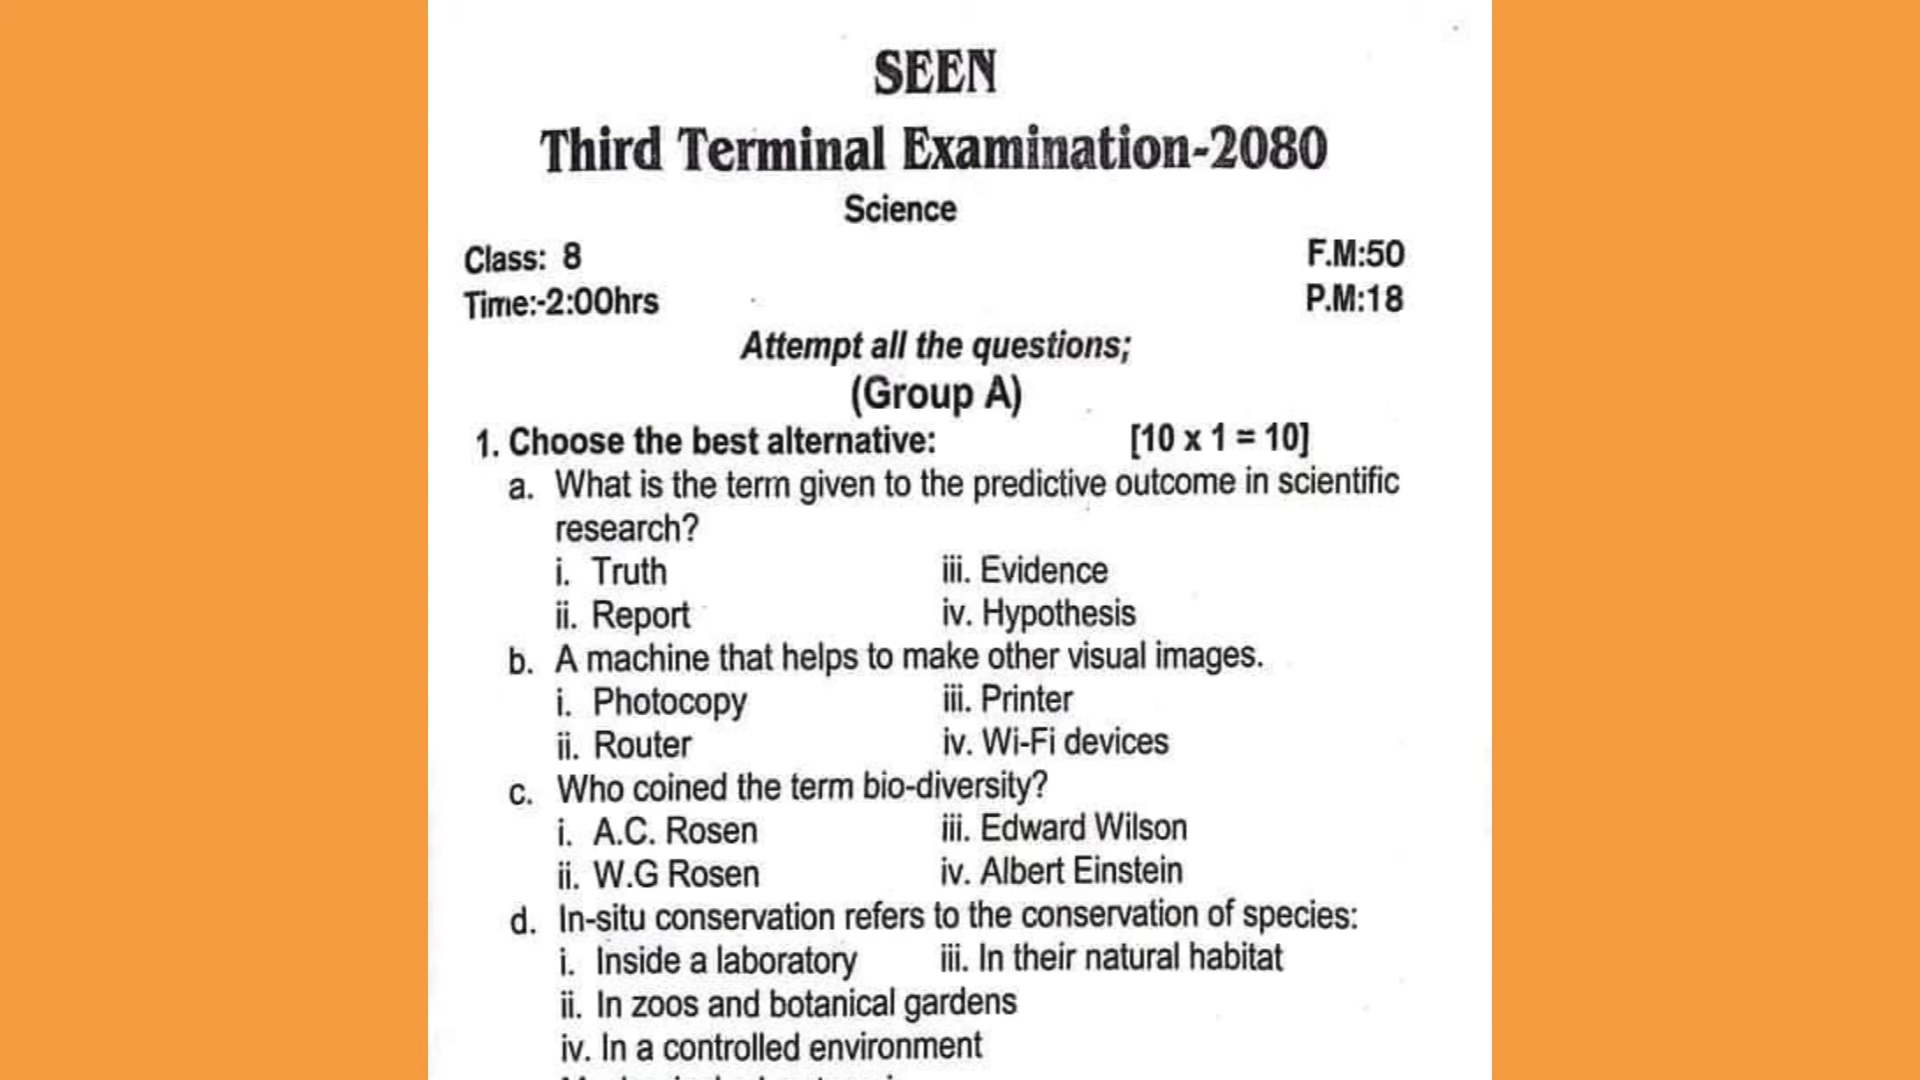 SEEN
Third Terminal Examination-2080
Science
Class: 8 F.M:50
Time:-2:00hrs P.M:18
Attempt all the questions;
(Group A)
1. Choose the best alternative: [10 x 1 = 10]
a. What is the term given to the predictive outcome in scientific
research?
i. Truth iii. Evidence
ii. Report iv. Hypothesis
b. A machine that helps to make other visual images.
i. Photocopy iii. Printer
ii. Router iv. Wi-Fi devices
c. Who coined the term bio-diversity?
i. A.C. Rosen iii. Edward Wilson
ii. W.G Rosen iv. Albert Einstein
d. In-situ conservation refers to the conservation of species:
i. Inside a laboratory iii. In their natural habitat
ii. In zoos and botanical gardens
iv. In a controlled environment